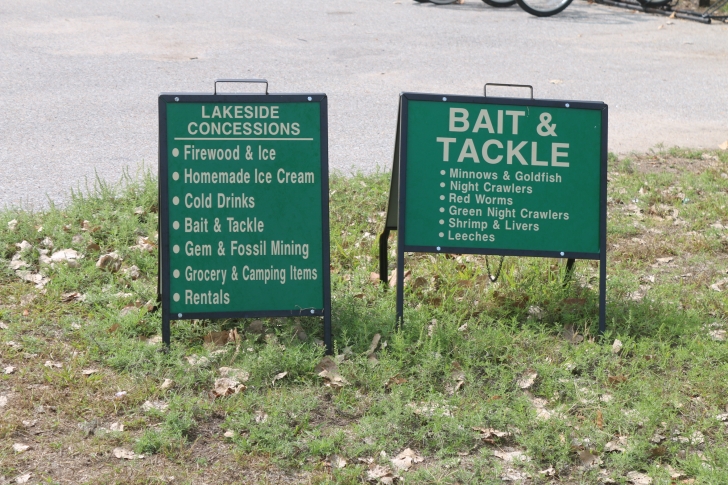 LAKESIDE
CONCESSIONS
• Firewood & Ice
• Homemade Ice Cream
• Cold Drinks
• Bait & Tackle
• Gem & Fossil Mining
• Grocery & Camping Items
• Rentals
BAIT &
TACKLE
• Minnows & Goldfish
• Night Crawlers
• Red Worms
• Green Night Crawlers
• Shrimp & Livers
• Leeches